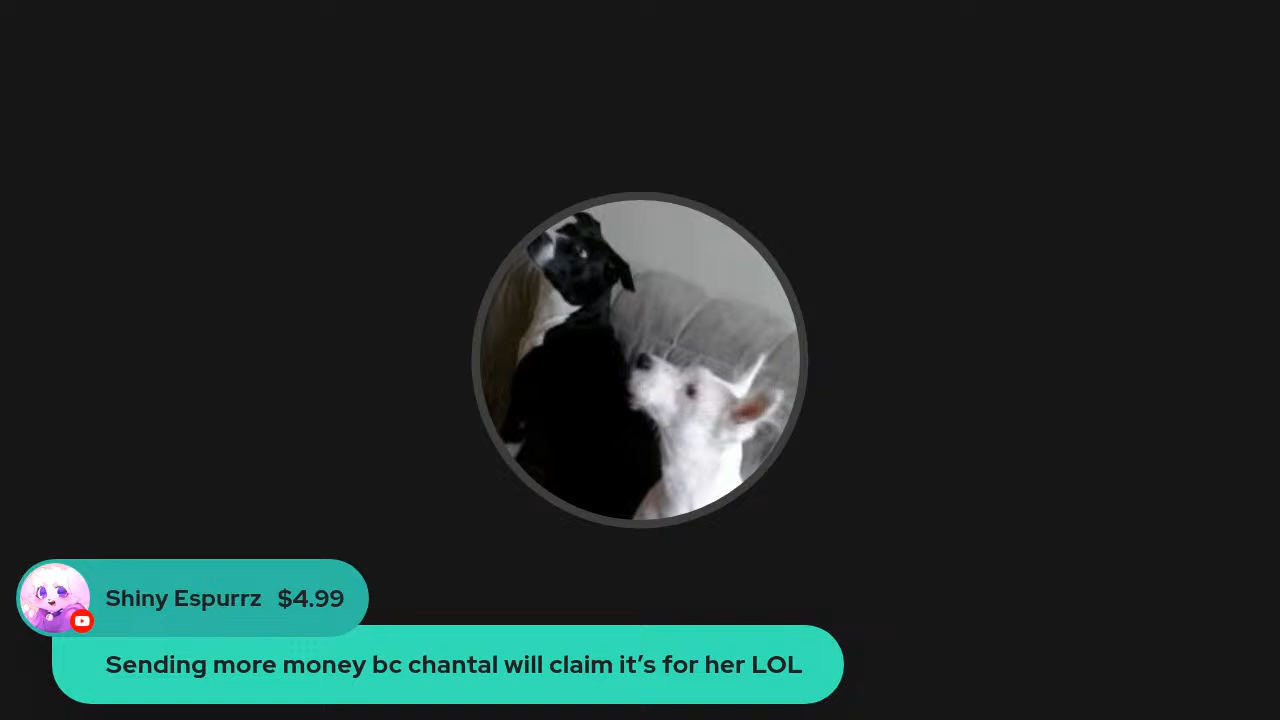 Shiny Espurrz $4.99
Sending more money bc chantal will claim it’s for her LOL